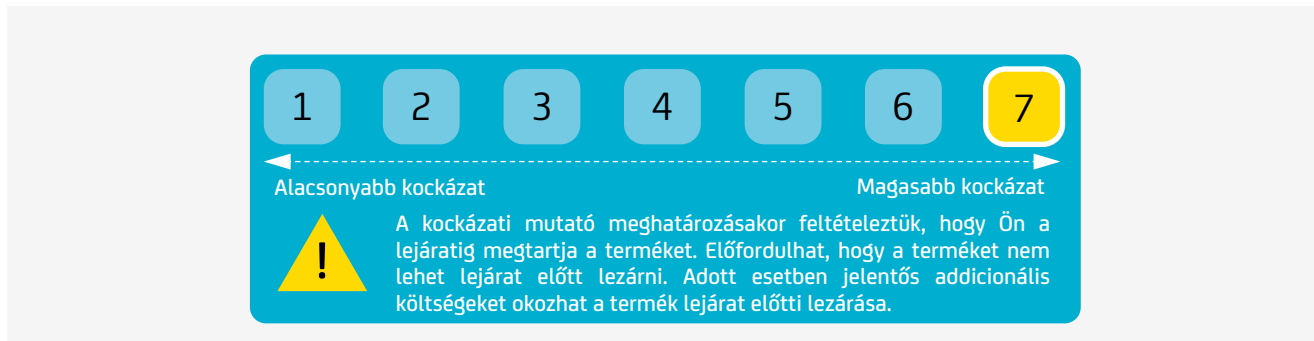 1 2 3 4 5 6 7
Alacsonyabb kockázat Magasabb kockázat
! A kockázati mutató meghatározásakor feltételeztük, hogy Ön a
lejáratig megtartja a terméket. Előfordulhat, hogy a terméket nem
lehet lejárat előtt lezárni. Adott esetben jelentős addicionális
költségeket okozhat a termék lejárat előtti lezárása.